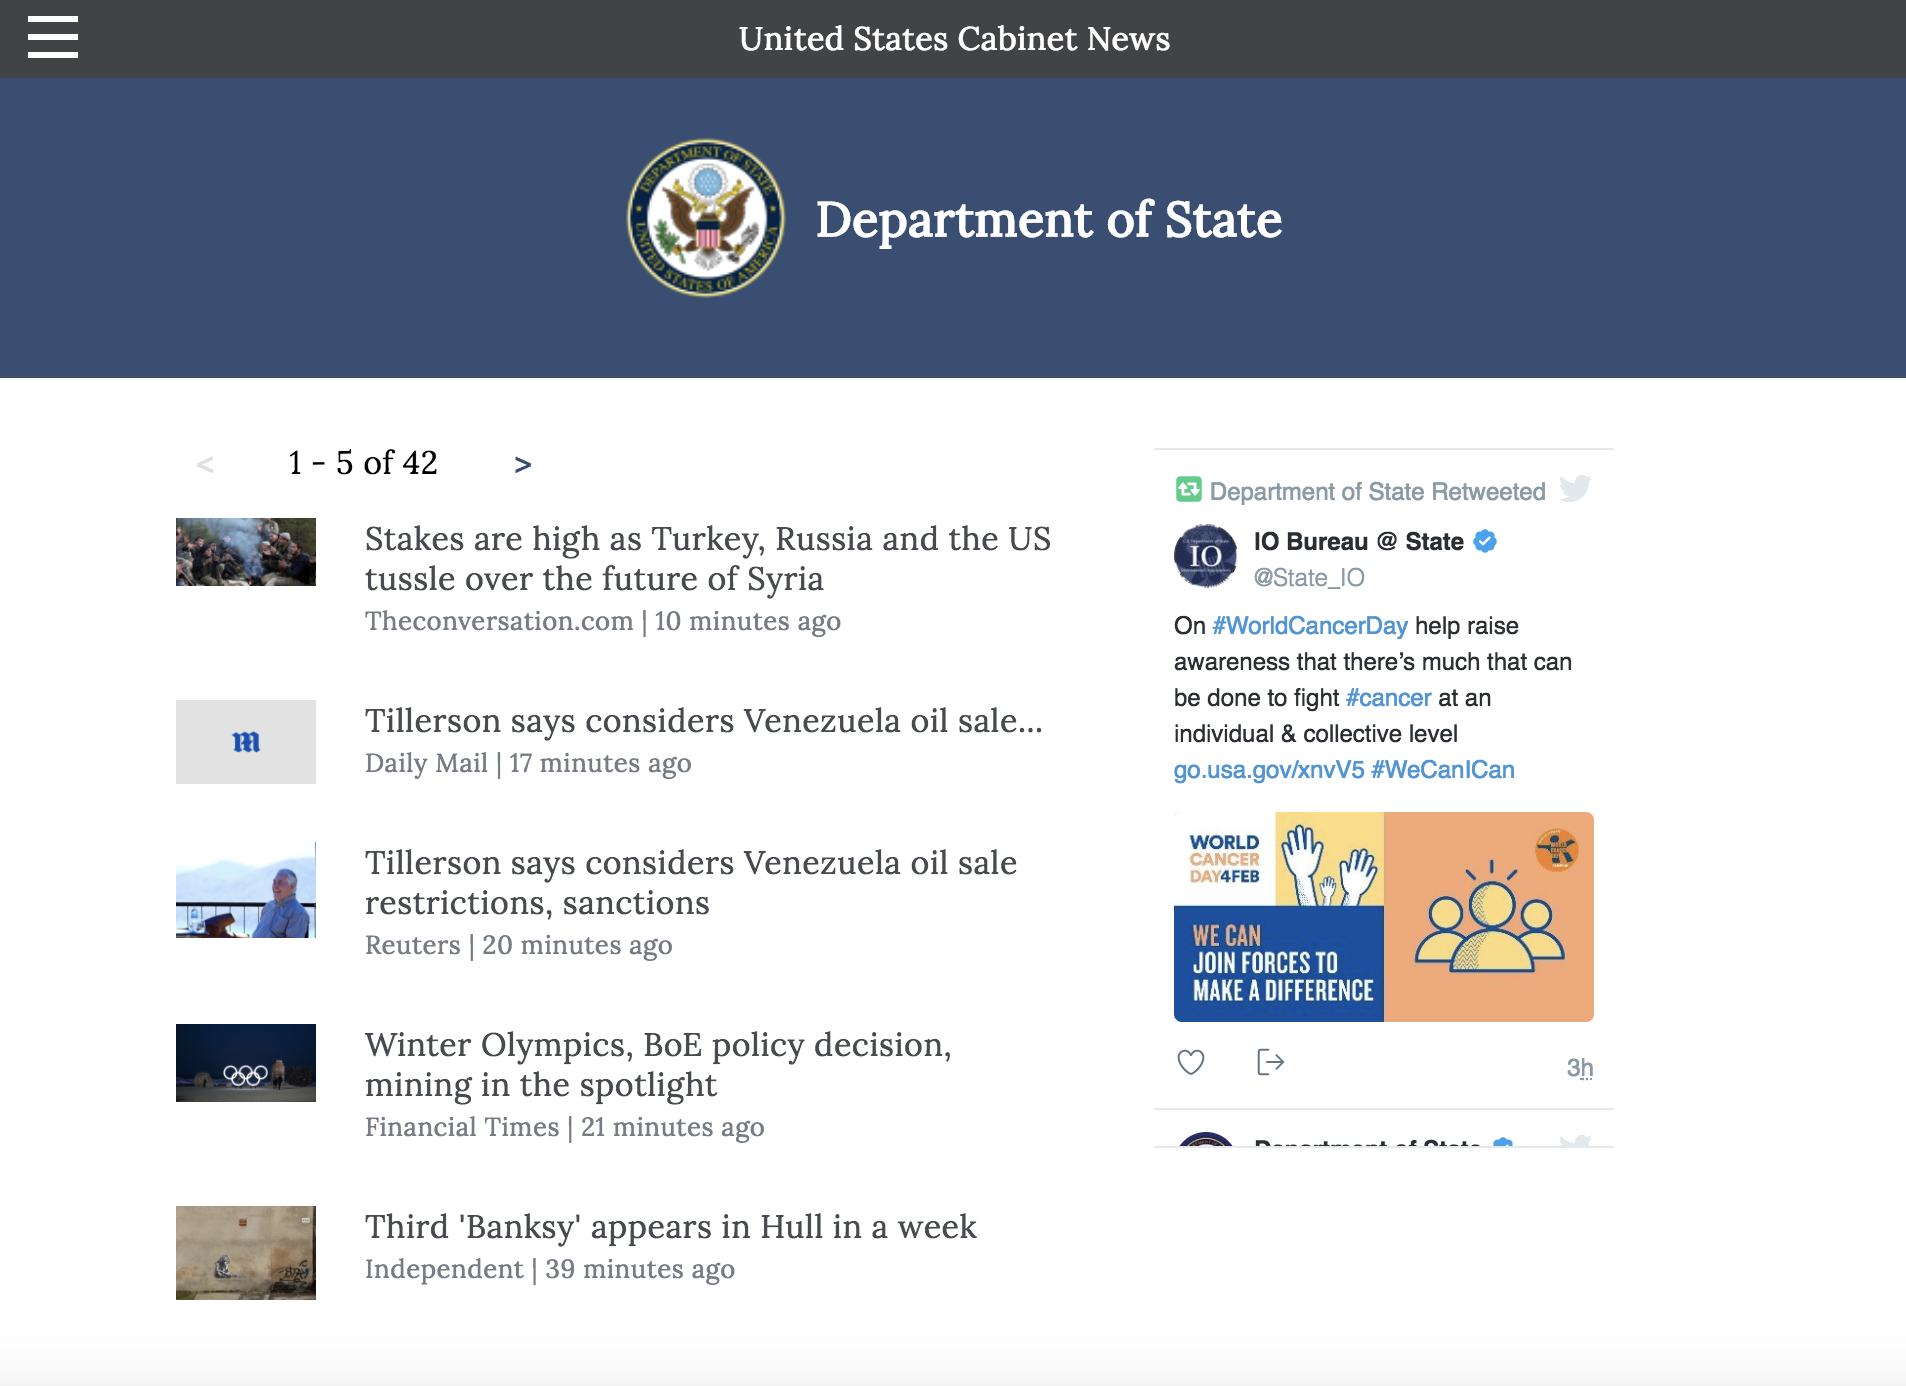 United States Cabinet News
DEPARTMENT OF STATE
UNITED STATES OF AMERICA
Department of State
< 1 - 5 of 42 >
Stakes are high as Turkey, Russia and the US
tussle over the future of Syria
Theconversation.com | 10 minutes ago
Tillerson says considers Venezuela oil sale...
Daily Mail | 17 minutes ago
Tillerson says considers Venezuela oil sale
restrictions, sanctions
Reuters | 20 minutes ago
Winter Olympics, BoE policy decision,
mining in the spotlight
Financial Times | 21 minutes ago
Third 'Banksy' appears in Hull in a week
Independent | 39 minutes ago
Department of State Retweeted
IO
IO Bureau @ State
@State_IO
On #WorldCancerDay help raise
awareness that there’s much that can
be done to fight #cancer at an
individual & collective level
go.usa.gov/xnvV5 #WeCanICan
WORLD
CANCER
DAY4FEB
WE CAN
JOIN FORCES TO
MAKE A DIFFERENCE
3h
Department of State